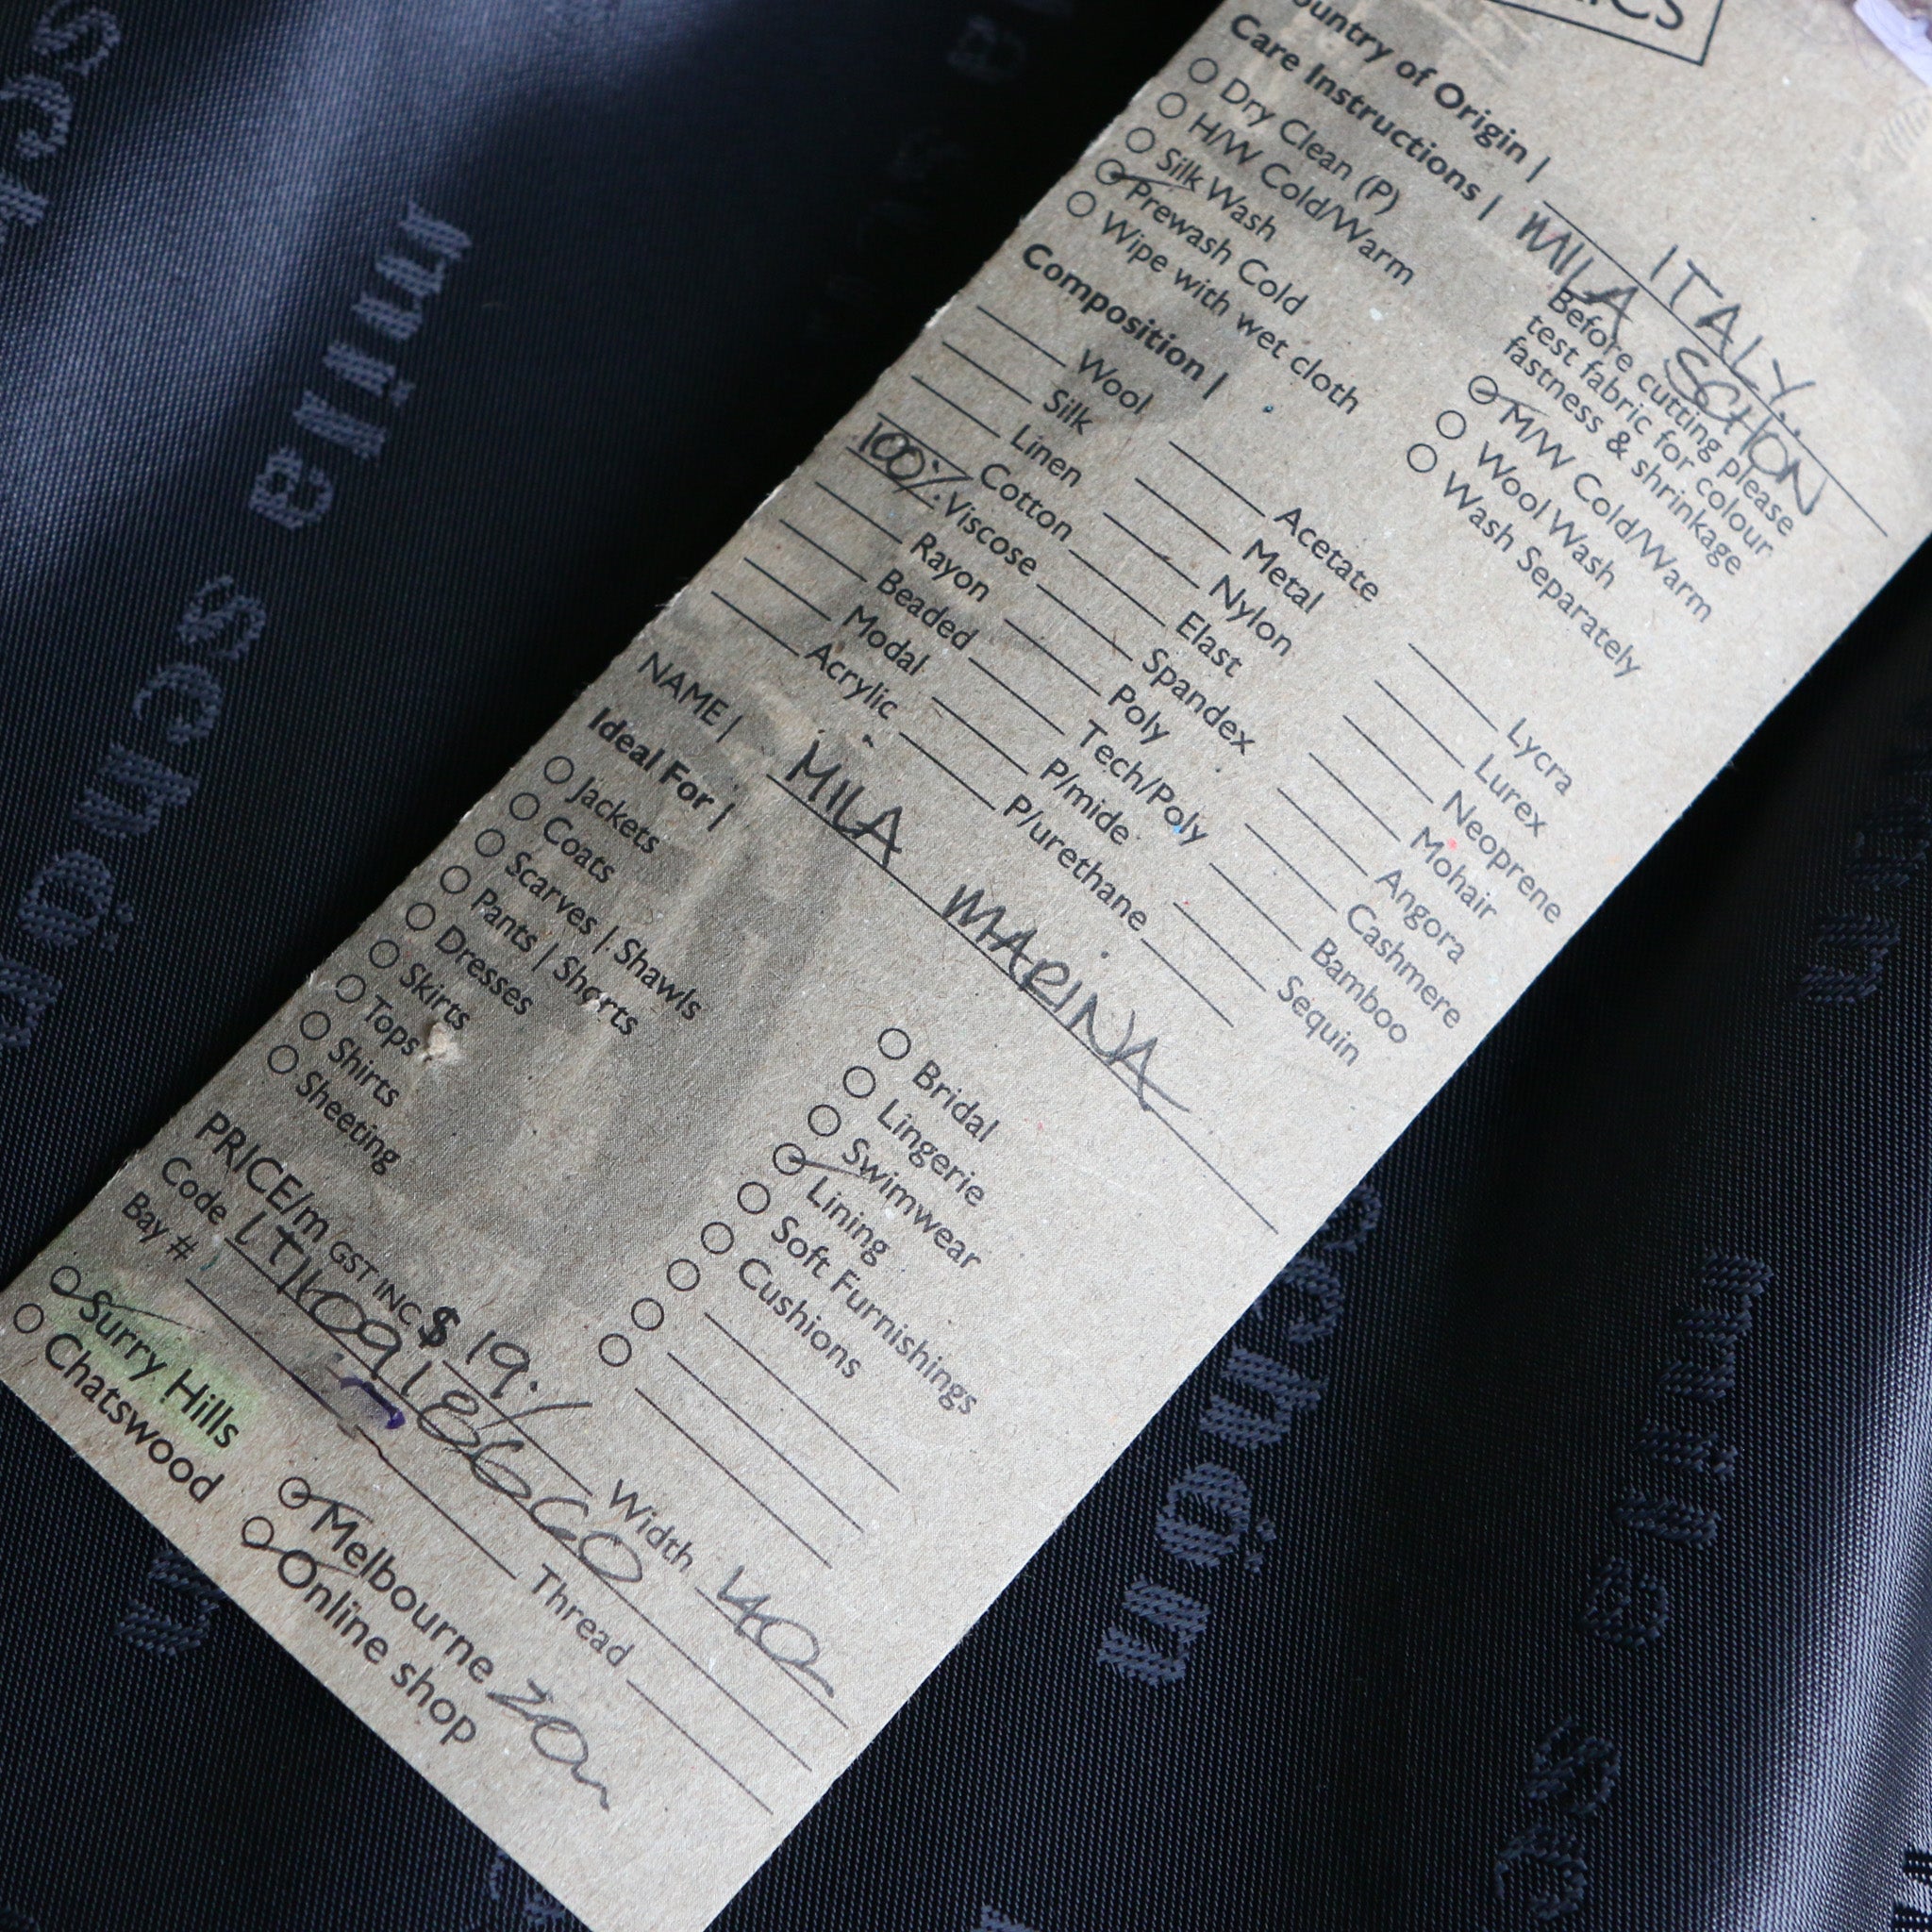 Country of Origin | ITALY.
Care Instructions | MILA SCHON
Dry Clean (P)
H/W Cold/Warm
Silk Wash
Prewash Cold
Wipe with wet cloth
Before cutting please
test fabric for colour
fastness & shrinkage
M/W Cold/Warm
Wool Wash
Wash Separately
Composition |
Wool
Silk
Linen
Cotton
100% Viscose
Rayon
Beaded
Modal
Acrylic
Acetate
Metal
Nylon
Elast
Spandex
Poly
Tech/Poly
P/mide
P/urethane
Lycra
Lurex
Neoprene
Mohair
Angora
Cashmere
Bamboo
Sequin
NAME | MILA MARINA
Ideal For |
Jackets
Coats
Scarves | Shawls
Pants | Shorts
Dresses
Skirts
Tops
Shirts
Sheeting
Bridal
Lingerie
Swimwear
Lining
Soft Furnishings
Cushions
PRICE/m GST INC $ 19. Width 140
Code
Bay # Thread
Surry Hills
Chatswood
Melbourne 20m
Online shop
mila
schön
mila
schön